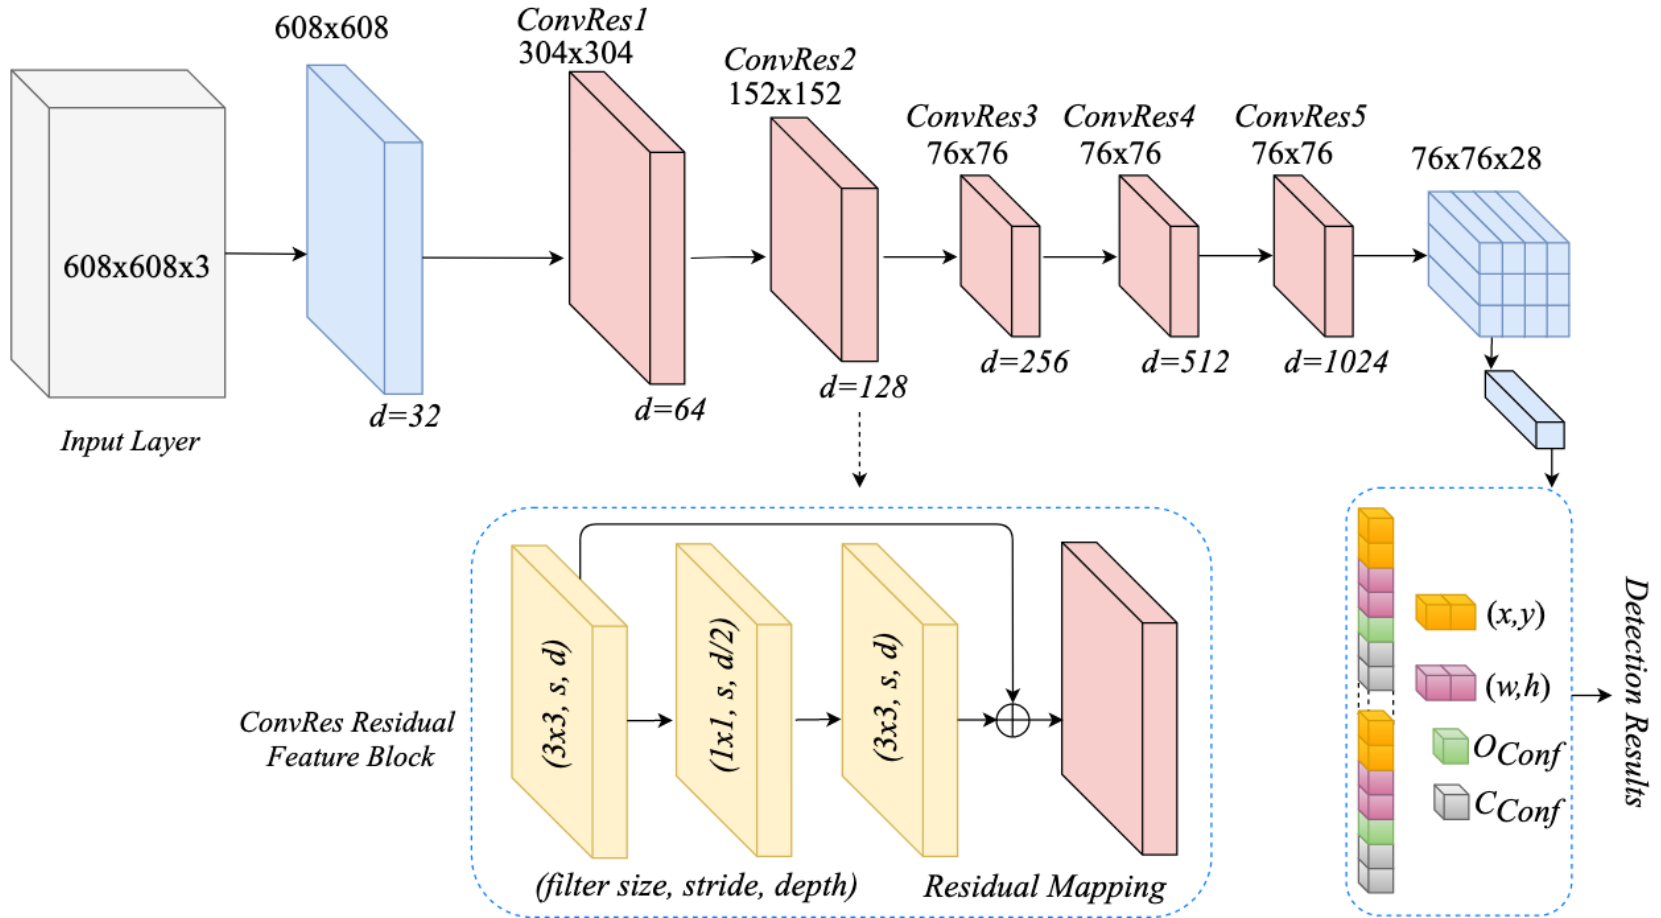 608x608x3
Input Layer
608x608
d=32
ConvRes1
304x304
d=64
ConvRes2
152x152
d=128
ConvRes3
76x76
d=256
ConvRes4
76x76
d=512
ConvRes5
76x76
d=1024
76x76x28
ConvRes Residual
Feature Block
(3x3, s, d)
(1x1, s, d/2)
(3x3, s, d)
(filter size, stride, depth)
Residual Mapping
(x,y)
(w,h)
OConf
CConf
Detection Results